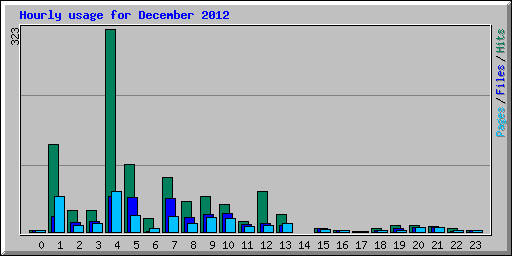 Hourly usage for December 2012
323
Pages / Files / Hits
0 1 2 3 4 5 6 7 8 9 10 11 12 13 14 15 16 17 18 19 20 21 22 23